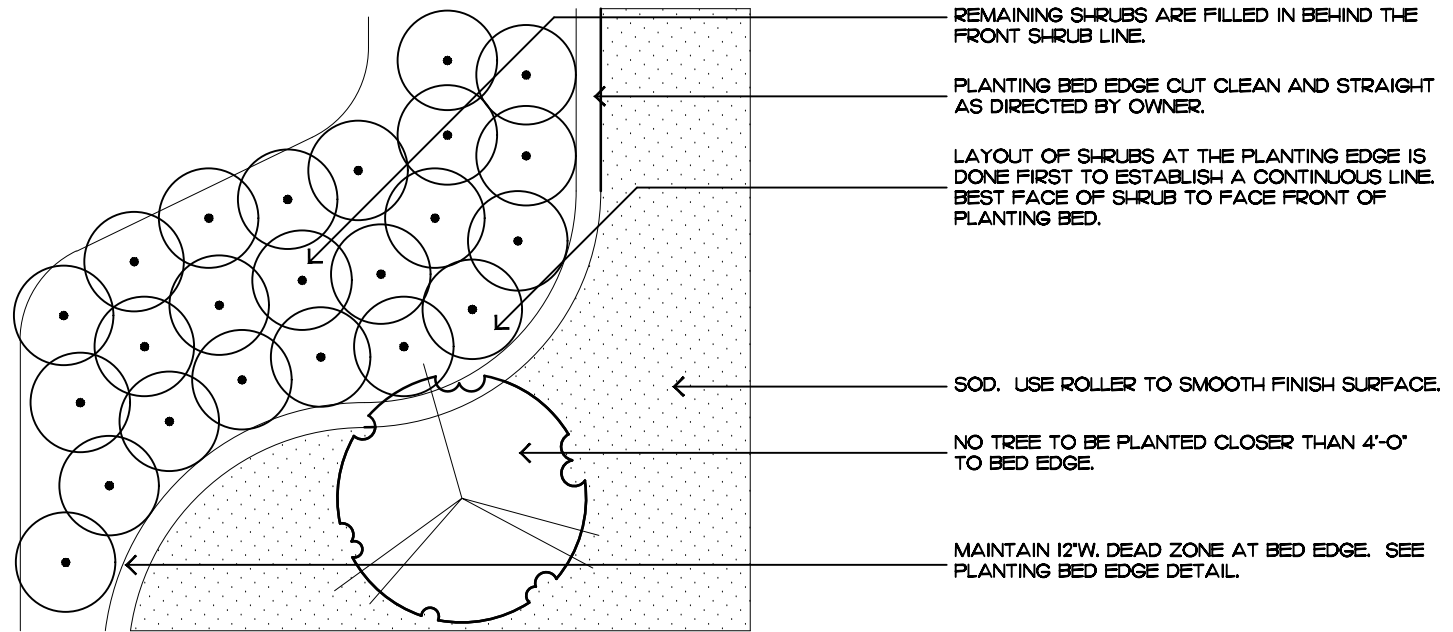 REMAINING SHRUBS ARE FILLED IN BEHIND THE
FRONT SHRUB LINE.
PLANTING BED EDGE CUT CLEAN AND STRAIGHT
AS DIRECTED BY OWNER.
LAYOUT OF SHRUBS AT THE PLANTING EDGE IS
DONE FIRST TO ESTABLISH A CONTINUOUS LINE.
BEST FACE OF SHRUB TO FACE FRONT OF
PLANTING BED.
SOD.  USE ROLLER TO SMOOTH FINISH SURFACE.
NO TREE TO BE PLANTED CLOSER THAN 4'-0"
TO BED EDGE.
MAINTAIN 12"W. DEAD ZONE AT BED EDGE.  SEE
PLANTING BED EDGE DETAIL.